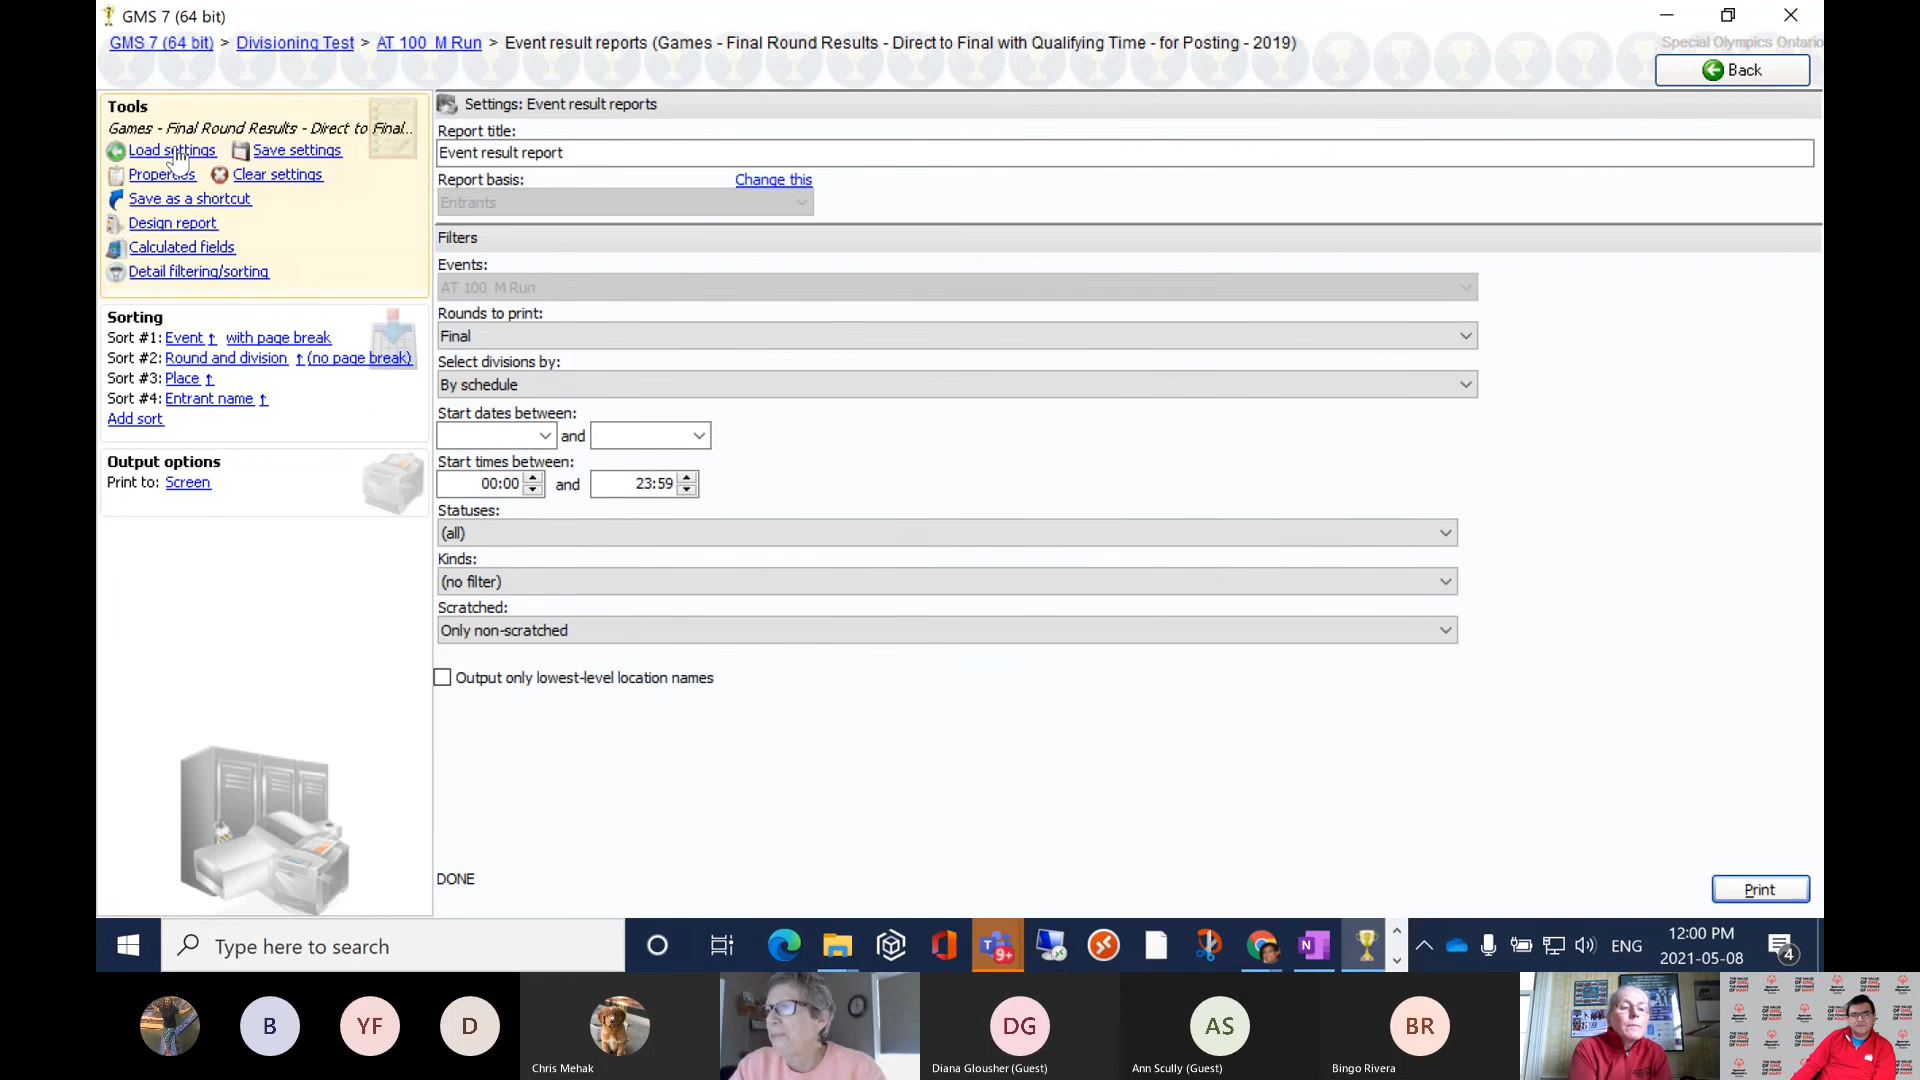 GMS 7 (64 bit)
GMS 7 (64 bit) > Divisioning Test > AT 100 M Run > Event result reports (Games - Final Round Results - Direct to Final with Qualifying Time - for Posting - 2019)
Special Olympics Ontario
Back
Tools
Games - Final Round Results - Direct to Final...
Load settings Save settings
Properties Clear settings
Save as a shortcut
Design report
Calculated fields
Detail filtering/sorting
Sorting
Sort #1: Event ↑ with page break
Sort #2: Round and division ↑ (no page break)
Sort #3: Place ↑
Sort #4: Entrant name ↑
Add sort
Output options
Print to: Screen
Settings: Event result reports
Report title:
Event result report
Report basis: Change this
Entrants
Filters
Events:
AT 100 M Run
Rounds to print:
Final
Select divisions by:
By schedule
Start dates between:
and
Start times between:
00:00 and 23:59
Statuses:
(all)
Kinds:
(no filter)
Scratched:
Only non-scratched
Output only lowest-level location names
DONE
Print
Type here to search
9+
ENG
12:00 PM
2021-05-08
4
B
YF
D
Chris Mehak
DG
Diana Glousher (Guest)
AS
Ann Scully (Guest)
BR
Bingo Rivera